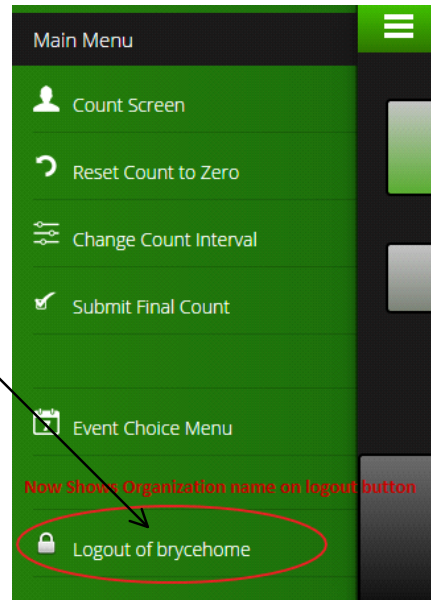 Main Menu
Count Screen
Reset Count to Zero
Change Count Interval
Submit Final Count
Event Choice Menu
Now Shows Organization name on logout button
Logout of brycehome